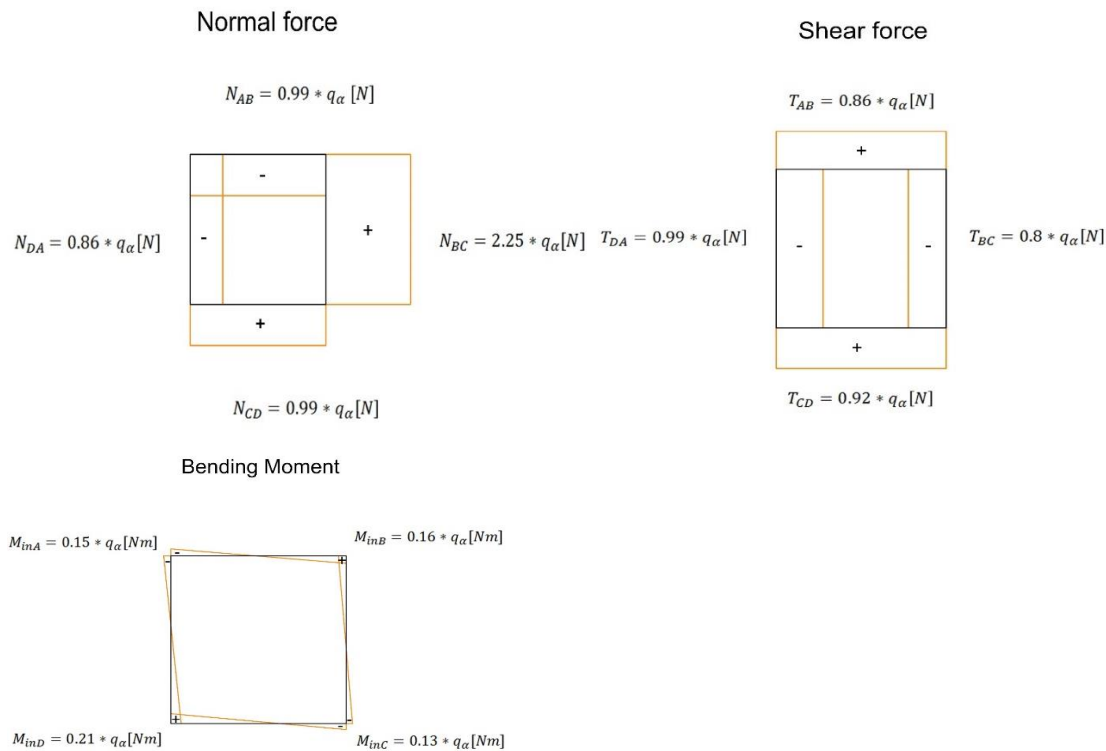 Normal force
N_AB = 0.99 * q_α [N]
-
-
+
+
N_DA = 0.86 * q_α[N]
N_BC = 2.25 * q_α[N]
N_CD = 0.99 * q_α[N]
Shear force
T_AB = 0.86 * q_α[N]
+
-
-
+
T_DA = 0.99 * q_α[N]
T_BC = 0.8 * q_α[N]
T_CD = 0.92 * q_α[N]
Bending Moment
M_inA = 0.15 * q_α[Nm]
M_inB = 0.16 * q_α[Nm]
-
-
+
+
-
-
M_inD = 0.21 * q_α[Nm]
M_inC = 0.13 * q_α[Nm]